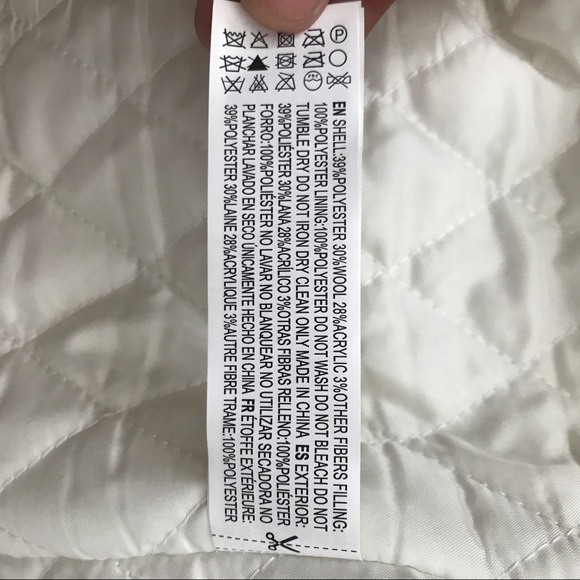 P
EN SHELL:39%POLYESTER 30%WOOL 28%ACRYLIC 3%OTHER FIBERS FILLING:
100%POLYESTER LINING:100%POLYESTER DO NOT WASH DO NOT BLEACH DO NOT
TUMBLE DRY DO NOT IRON DRY CLEAN ONLY MADE IN CHINA ES EXTERIOR:
39%POLIÉSTER 30%LANA 28%ACRÍLICO 3%OTRAS FIBRAS RELLENO:100%POLIÉSTER
FORRO:100%POLIÉSTER NO LAVAR NO BLANQUEAR NO UTILIZAR SECADORA NO
PLANCHAR LAVADO EN SECO ÚNICAMENTE HECHO EN CHINA FR ÉTOFFE EXTÉRIEURE:
39%POLYESTER 30%LAINE 28%ACRYLIQUE 3%AUTRE FIBRE TRAME:100%POLYESTER